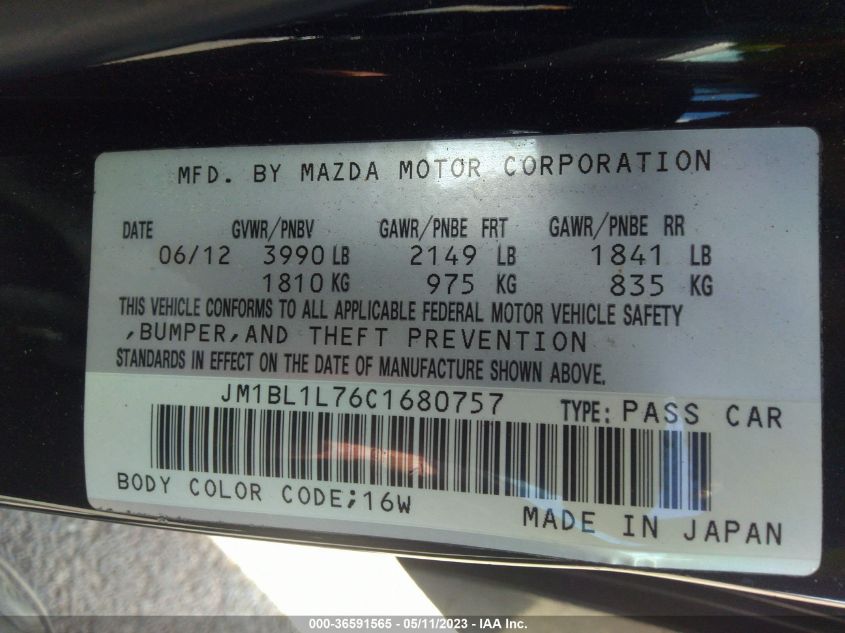 MFD. BY MAZDA MOTOR CORPORATION
DATE GVWR/PNBV GAWR/PNBE FRT GAWR/PNBE RR
06/12 3990 LB 2149 LB 1841 LB
1810 KG 975 KG 835 KG
THIS VEHICLE CONFORMS TO ALL APPLICABLE FEDERAL MOTOR VEHICLE SAFETY
,BUMPER,AND THEFT PREVENTION
STANDARDS IN EFFECT ON THE DATE OF MANUFACTURE SHOWN ABOVE.
JM1BL1L76C1680757 TYPE: PASS CAR
BODY COLOR CODE;16W
MADE IN JAPAN
000-36591565 - 05/11/2023 - IAA Inc.